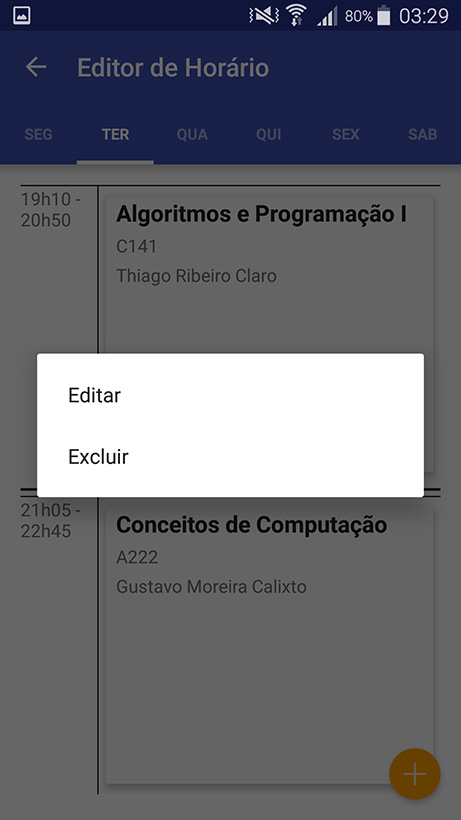 80% 03:29
Editor de Horário
SEG TER QUA QUI SEX SAB
19h10 -
20h50
Algoritmos e Programação I
C141
Thiago Ribeiro Claro
Editar
Excluir
21h05 -
22h45
Conceitos de Computação
A222
Gustavo Moreira Calixto